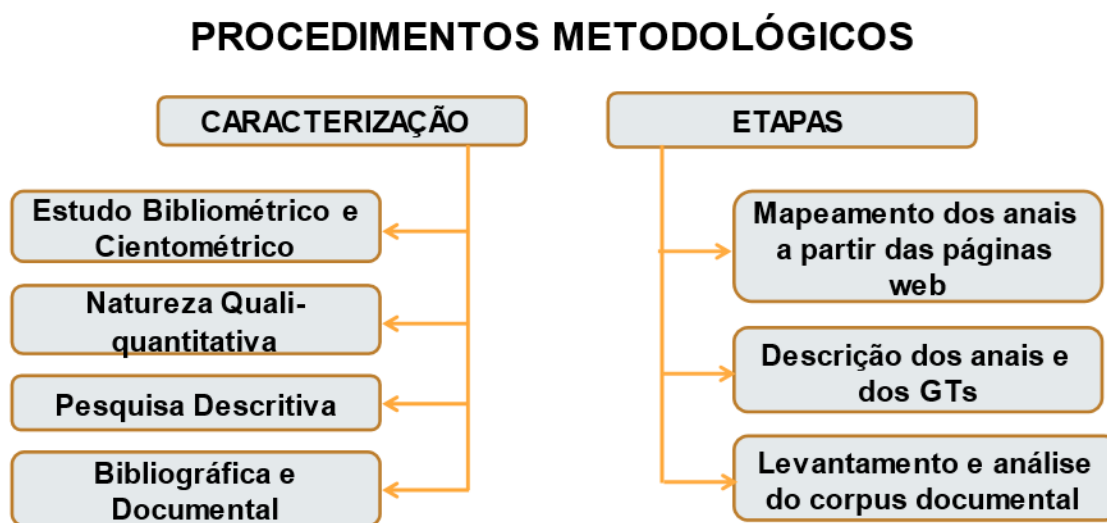 PROCEDIMENTOS METODOLÓGICOS
CARACTERIZAÇÃO
Estudo Bibliométrico e
Cientométrico
Natureza Quali-
quantitativa
Pesquisa Descritiva
Bibliográfica e
Documental
ETAPAS
Mapeamento dos anais
a partir das páginas
web
Descrição dos anais e
dos GTs
Levantamento e análise
do corpus documental